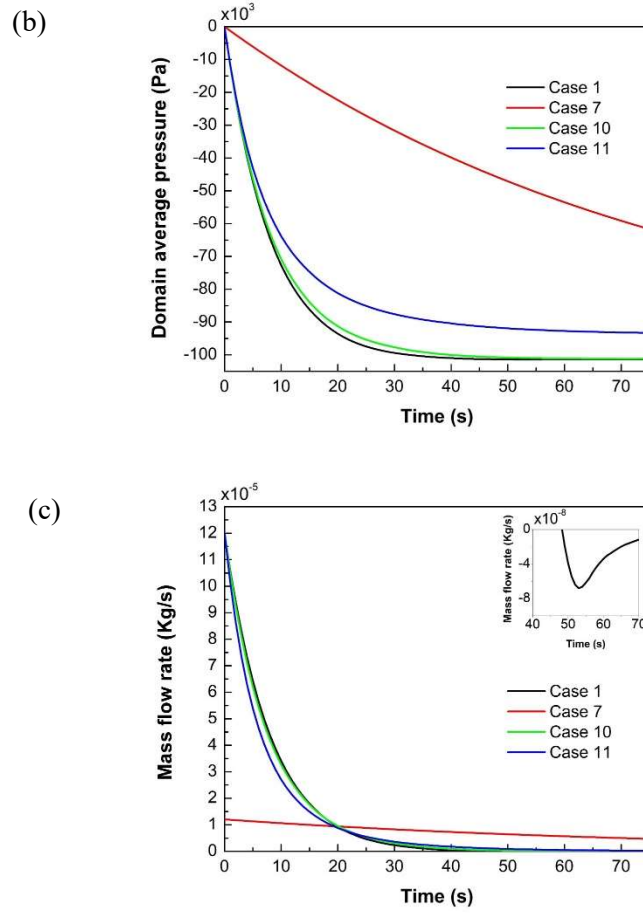 (b)
x10³
Domain average pressure (Pa)
0
-10
-20
-30
-40
-50
-60
-70
-80
-90
-100
Case 1
Case 7
Case 10
Case 11
0 10 20 30 40 50 60 70
Time (s)
(c)
x10⁻⁵
Mass flow rate (Kg/s)
13
12
11
10
9
8
7
6
5
4
3
2
1
0
x10⁻⁸
Mass flow rate (Kg/s)
0
-4
-8
40 50 60 70
Time (s)
Case 1
Case 7
Case 10
Case 11
0 10 20 30 40 50 60 70
Time (s)